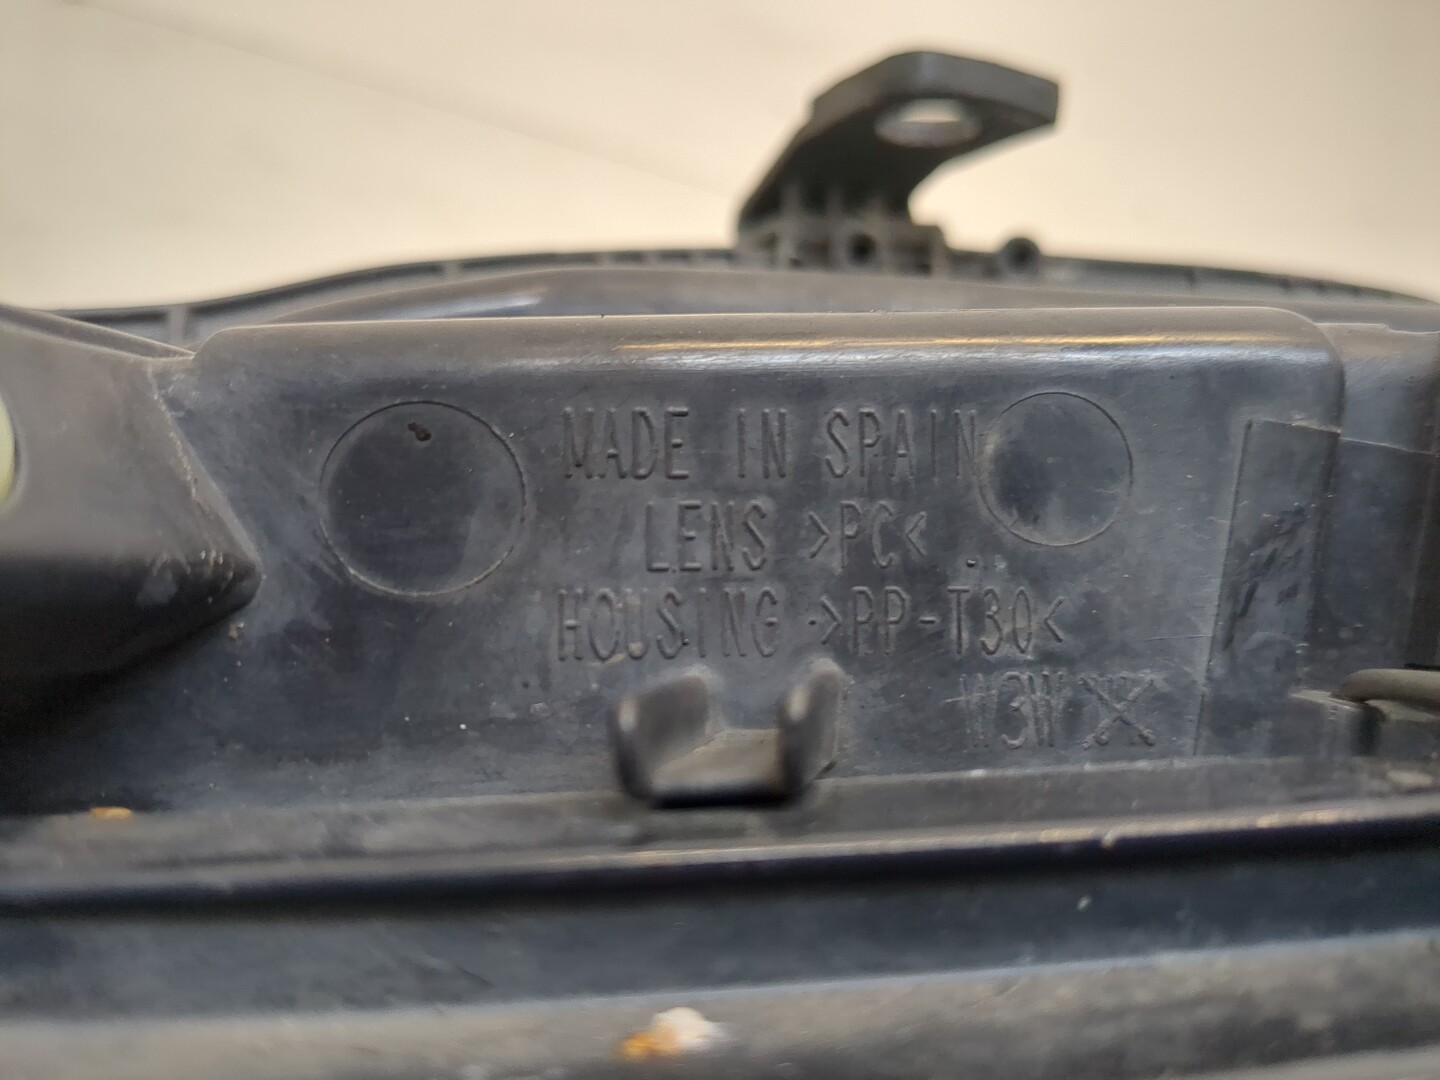 MADE IN SPAIN
LENS >PC<
HOUSING >PP-T30<
W3W